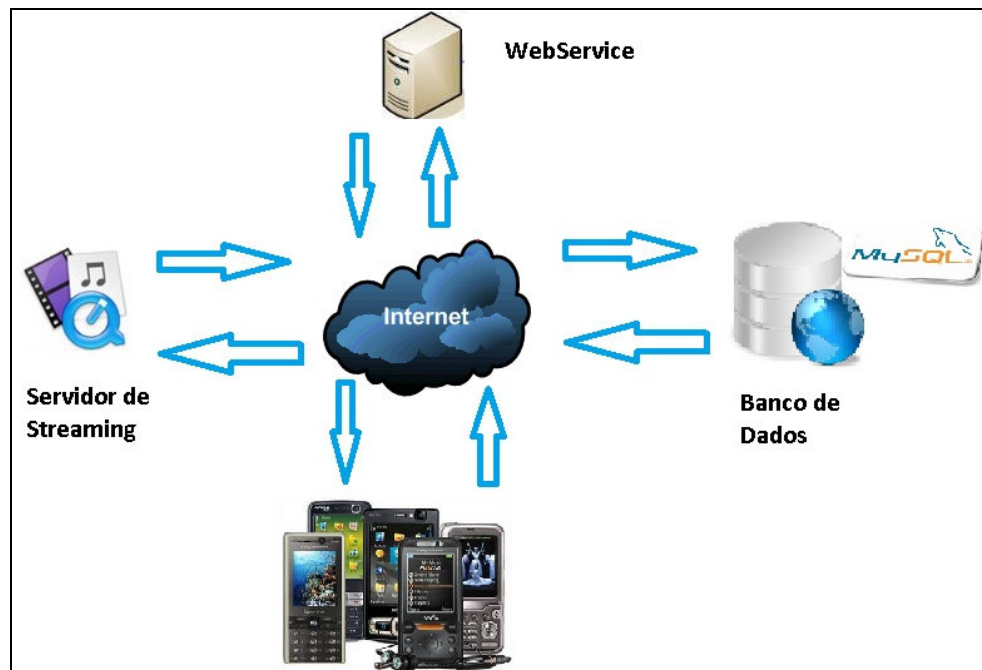 WebService
MySQL
Internet
Servidor de
Streaming
Banco de
Dados